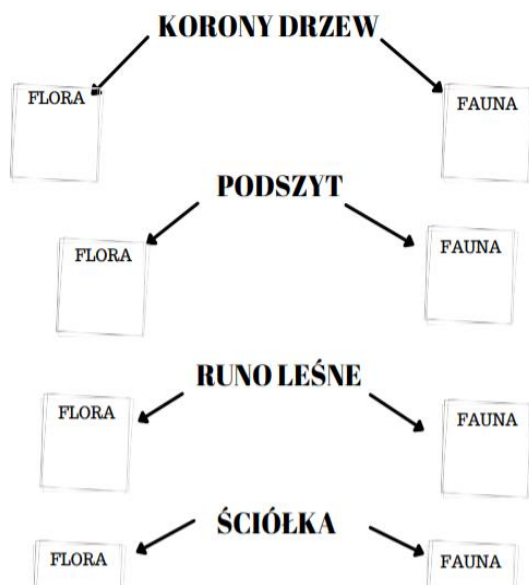 KORONY DRZEW
FLORA
FAUNA
PODSZYT
FLORA
FAUNA
RUNO LEŚNE
FLORA
FAUNA
ŚCIÓŁKA
FLORA
FAUNA